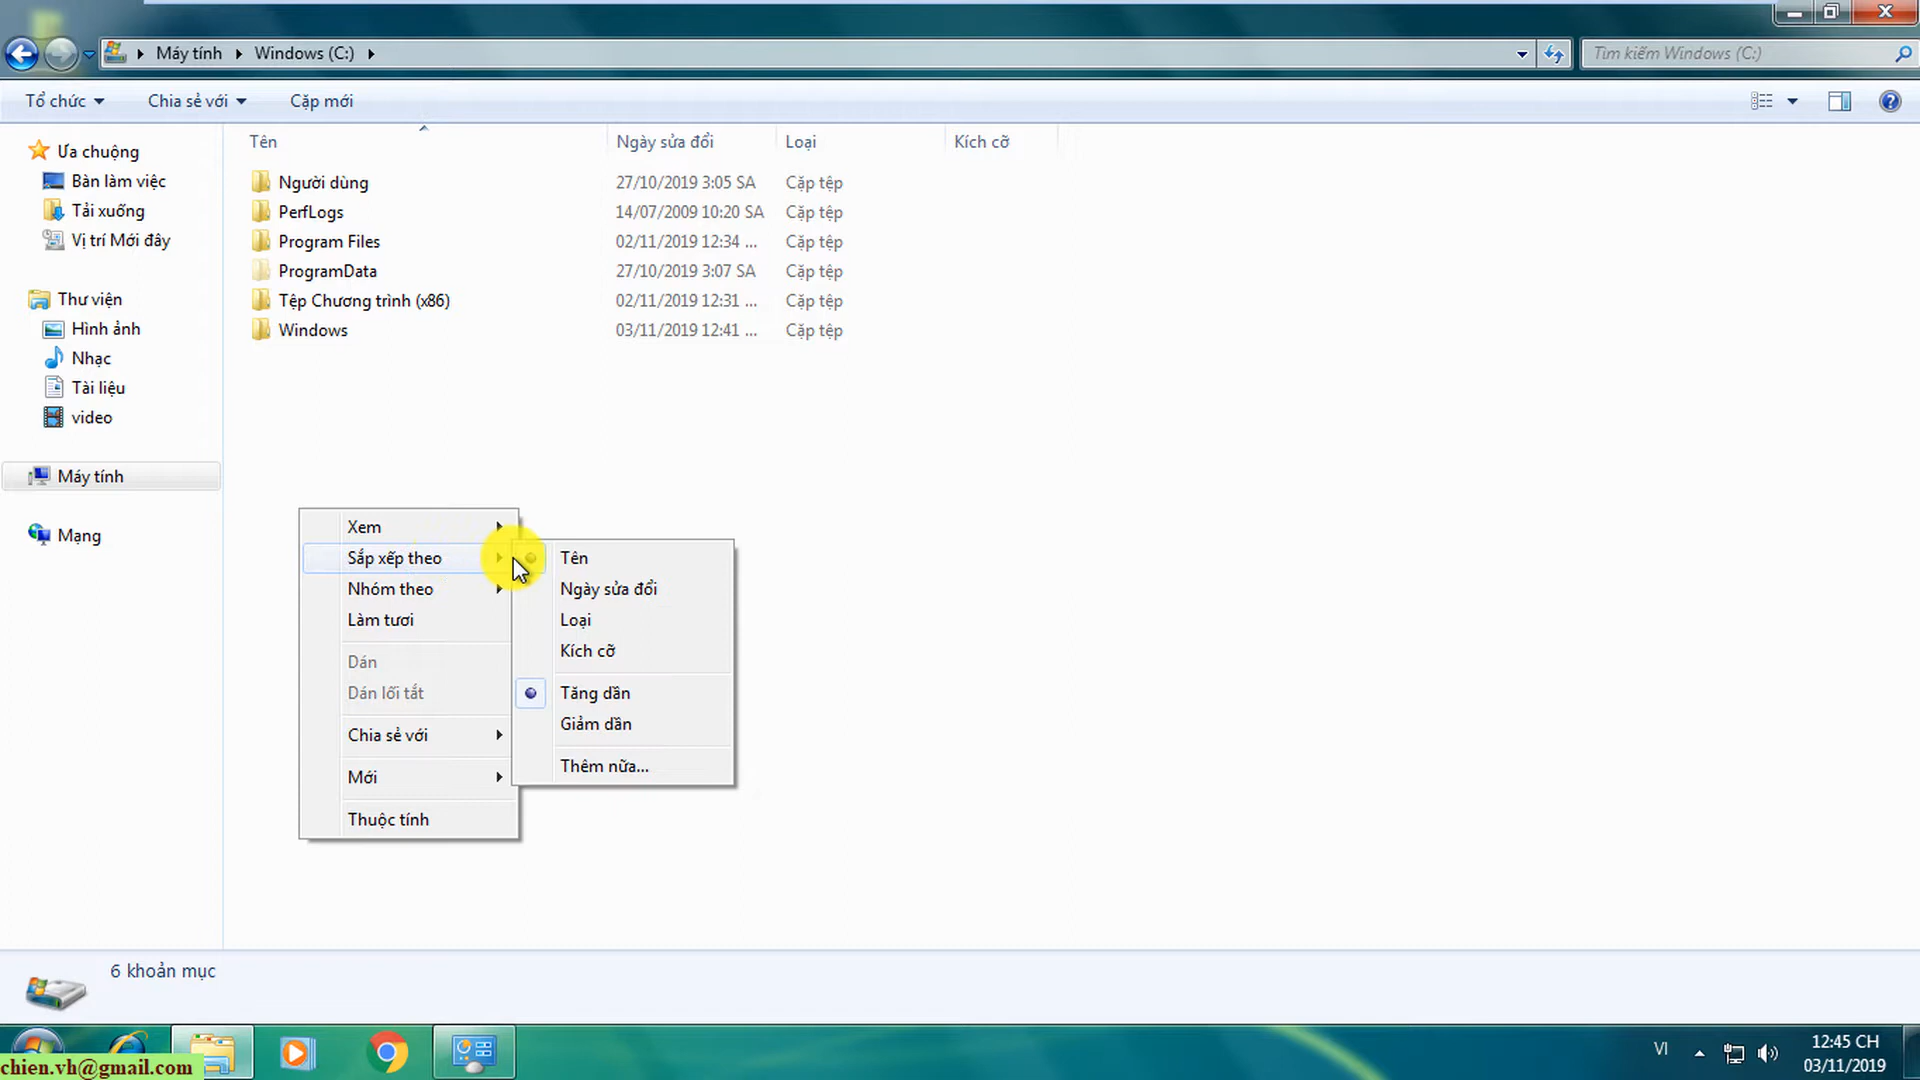 Máy tính
Windows (C:)
Tìm kiếm Windows (C:)
Tổ chức
Chia sẻ với
Cặp mới
Tên
Ngày sửa đổi
Loại
Kích cỡ
Ưa chuộng
Bàn làm việc
Tải xuống
Vị trí Mới đây
Thư viện
Hình ảnh
Nhạc
Tài liệu
video
Máy tính
Mạng
Người dùng 27/10/2019 3:05 SA Cặp tệp
PerfLogs 14/07/2009 10:20 SA Cặp tệp
Program Files 02/11/2019 12:34 ... Cặp tệp
ProgramData 27/10/2019 3:07 SA Cặp tệp
Tệp Chương trình (x86) 02/11/2019 12:31 ... Cặp tệp
Windows 03/11/2019 12:41 ... Cặp tệp
Xem
Sắp xếp theo
Nhóm theo
Làm tươi
Dán
Dán lối tắt
Chia sẻ với
Mới
Thuộc tính
Tên
Ngày sửa đổi
Loại
Kích cỡ
Tăng dần
Giảm dần
Thêm nữa...
6 khoản mục
chien.vh@gmail.com
VI
12:45 CH
03/11/2019